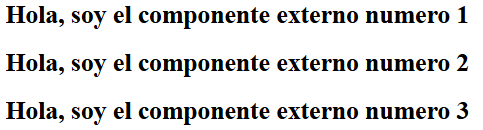 Hola, soy el componente externo numero 1
Hola, soy el componente externo numero 2
Hola, soy el componente externo numero 3